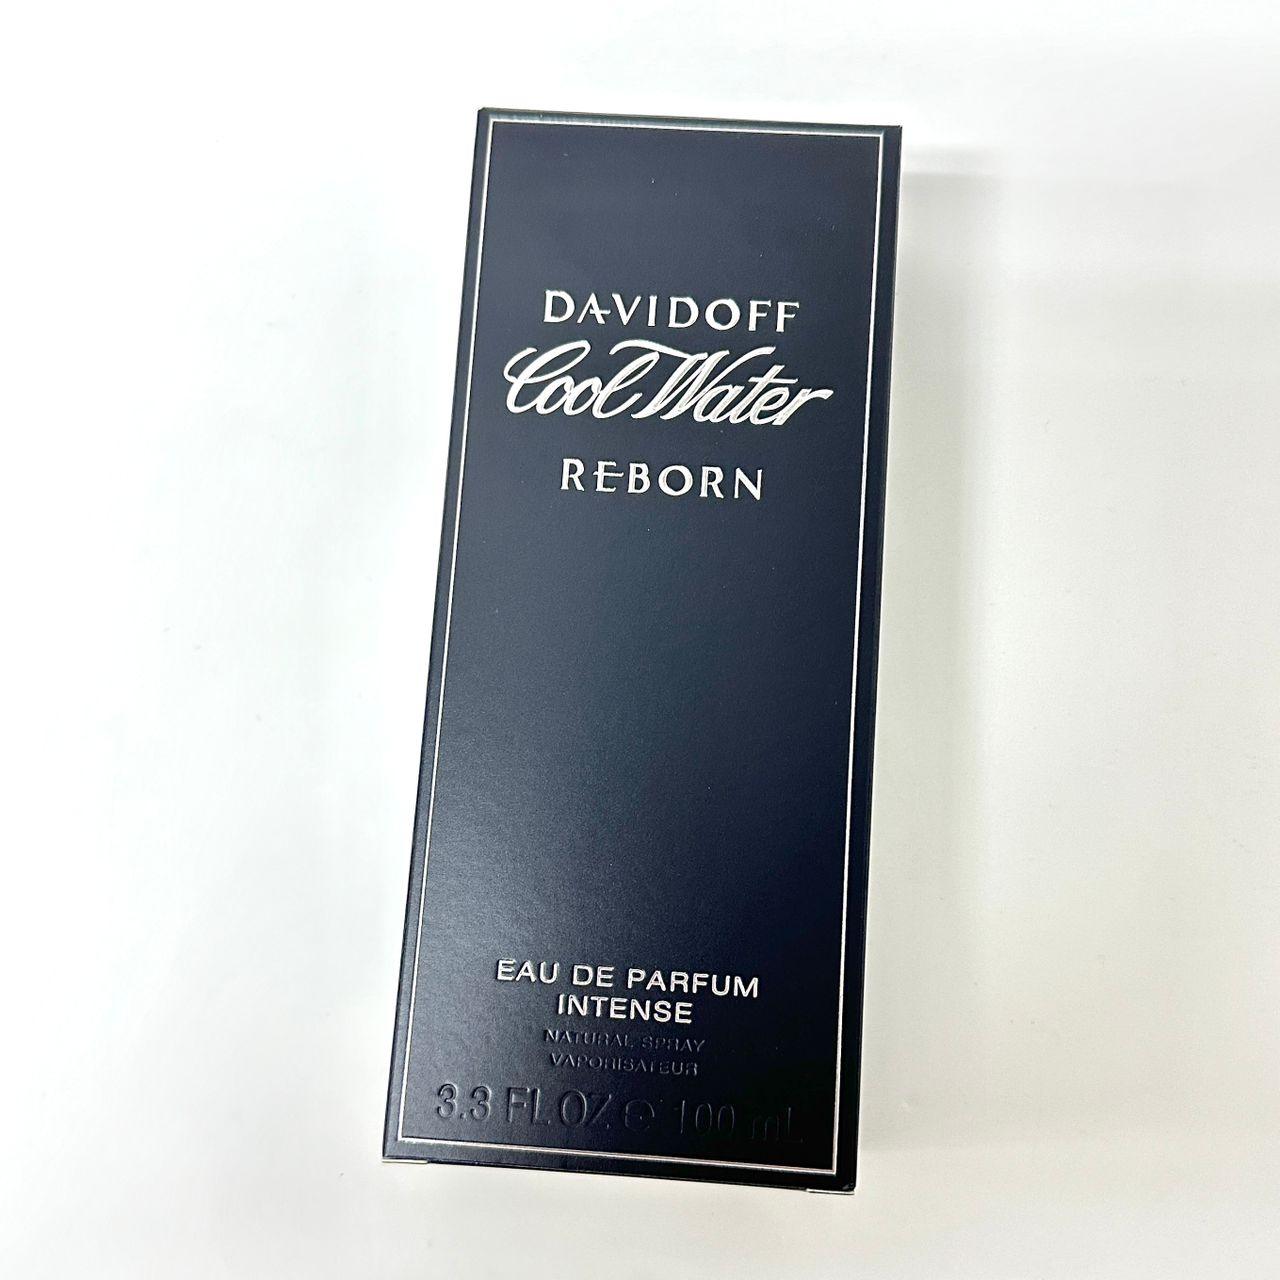 DAVIDOFF
Cool Water
REBORN
EAU DE PARFUM
INTENSE
NATURAL SPRAY
VAPORISATEUR
3.3 FL OZ ℮ 100 mL